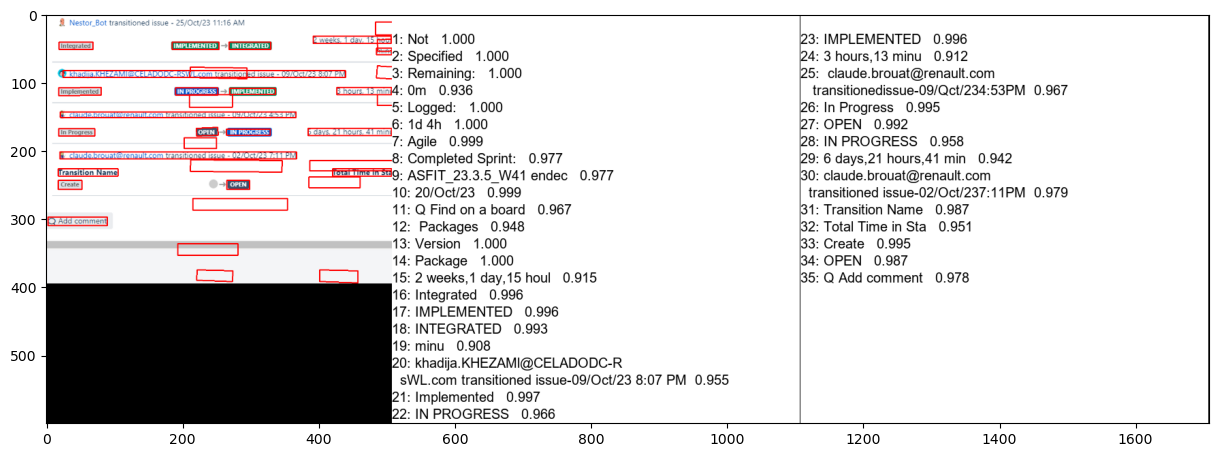 Nestor_Bot transitioned issue - 25/Oct/23 11:16 AM
2 weeks, 1 day, 15
Integrated IMPLEMENTED → INTEGRATED
khadija.KHEZAMI@CELADODC-RSWL.com transitioned issue - 09/Oct/23 8:07 PM
Implemented IN PROGRESS → IMPLEMENTED 3 hours, 13 min
claude.brouat@renault.com transitioned issue - 09/Oct/23 4:53 PM
In Progress OPEN → IN PROGRESS 6 days, 21 hours, 41 min
claude.brouat@renault.com transitioned issue - 02/Oct/23 7:11 PM
Transition Name Total Time in Sta
Create → OPEN
Add comment
0
100
200
300
400
500
0 200 400 600 800 1000 1200 1400 1600
1: Not 1.000
2: Specified 1.000
3: Remaining: 1.000
4: 0m 0.936
5: Logged: 1.000
6: 1d 4h 1.000
7: Agile 0.999
8: Completed Sprint: 0.977
9: ASFIT_23.3.5_W41 endec 0.977
10: 20/Oct/23 0.999
11: Q Find on a board 0.967
12: Packages 0.948
13: Version 1.000
14: Package 1.000
15: 2 weeks,1 day,15 houl 0.915
16: Integrated 0.996
17: IMPLEMENTED 0.996
18: INTEGRATED 0.993
19: minu 0.908
20: khadija.KHEZAMI@CELADODC-R
sWL.com transitioned issue-09/Oct/23 8:07 PM 0.955
21: Implemented 0.997
22: IN PROGRESS 0.966
23: IMPLEMENTED 0.996
24: 3 hours,13 minu 0.912
25: claude.brouat@renault.com
transitionedissue-09/Qct/234:53PM 0.967
26: In Progress 0.995
27: OPEN 0.992
28: IN PROGRESS 0.958
29: 6 days,21 hours,41 min 0.942
30: claude.brouat@renault.com
transitioned issue-02/Oct/237:11PM 0.979
31: Transition Name 0.987
32: Total Time in Sta 0.951
33: Create 0.995
34: OPEN 0.987
35: Q Add comment 0.978